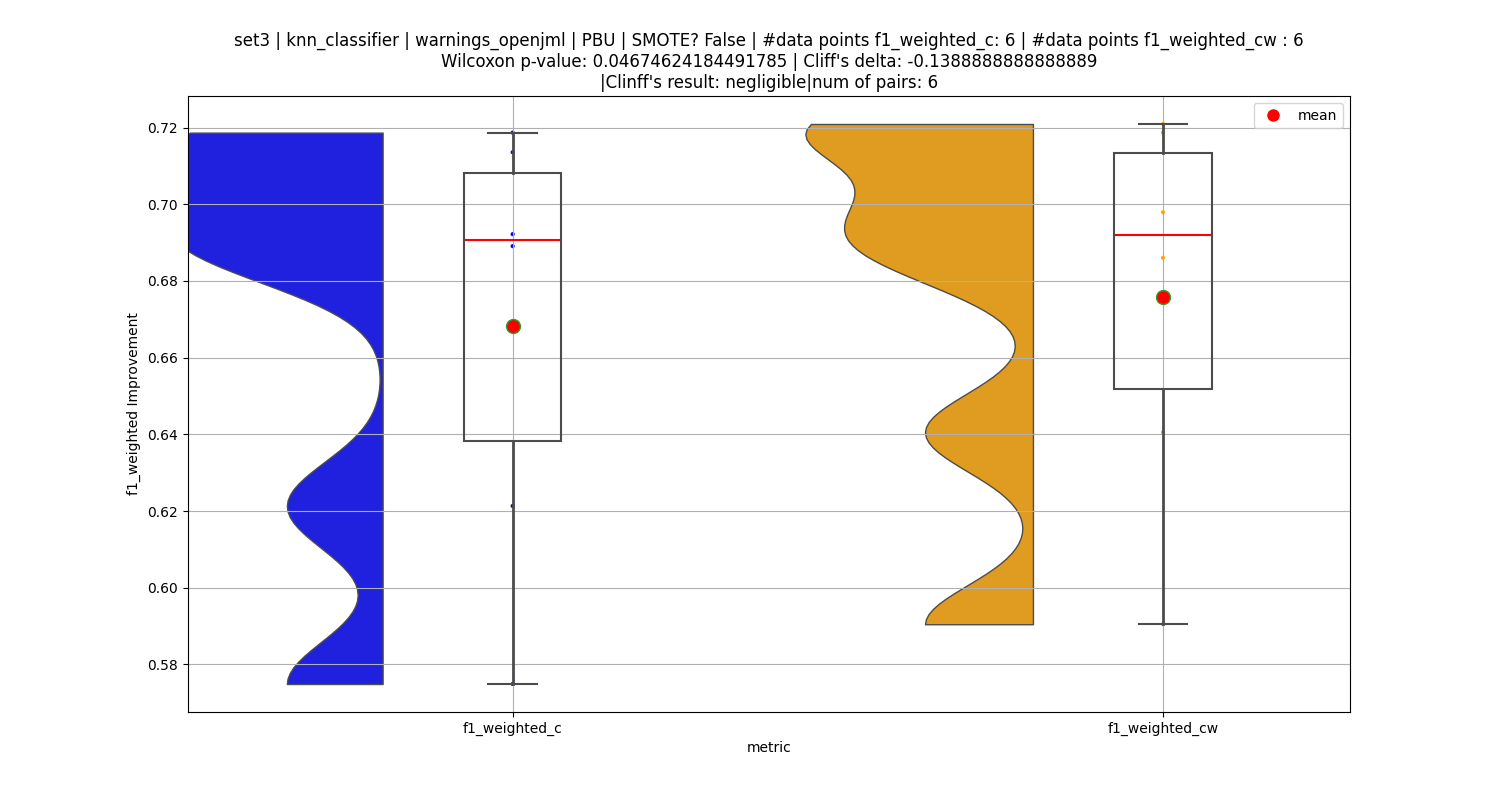 set3 | knn_classifier | warnings_openjml | PBU | SMOTE? False | #data points f1_weighted_c: 6 | #data points f1_weighted_cw : 6
Wilcoxon p-value: 0.04674624184491785 | Cliff's delta: -0.1388888888888889
|Clinff's result: negligible|num of pairs: 6
mean
0.72
0.70
0.68
0.66
0.64
0.62
0.60
0.58
f1_weighted Improvement
f1_weighted_c
f1_weighted_cw
metric